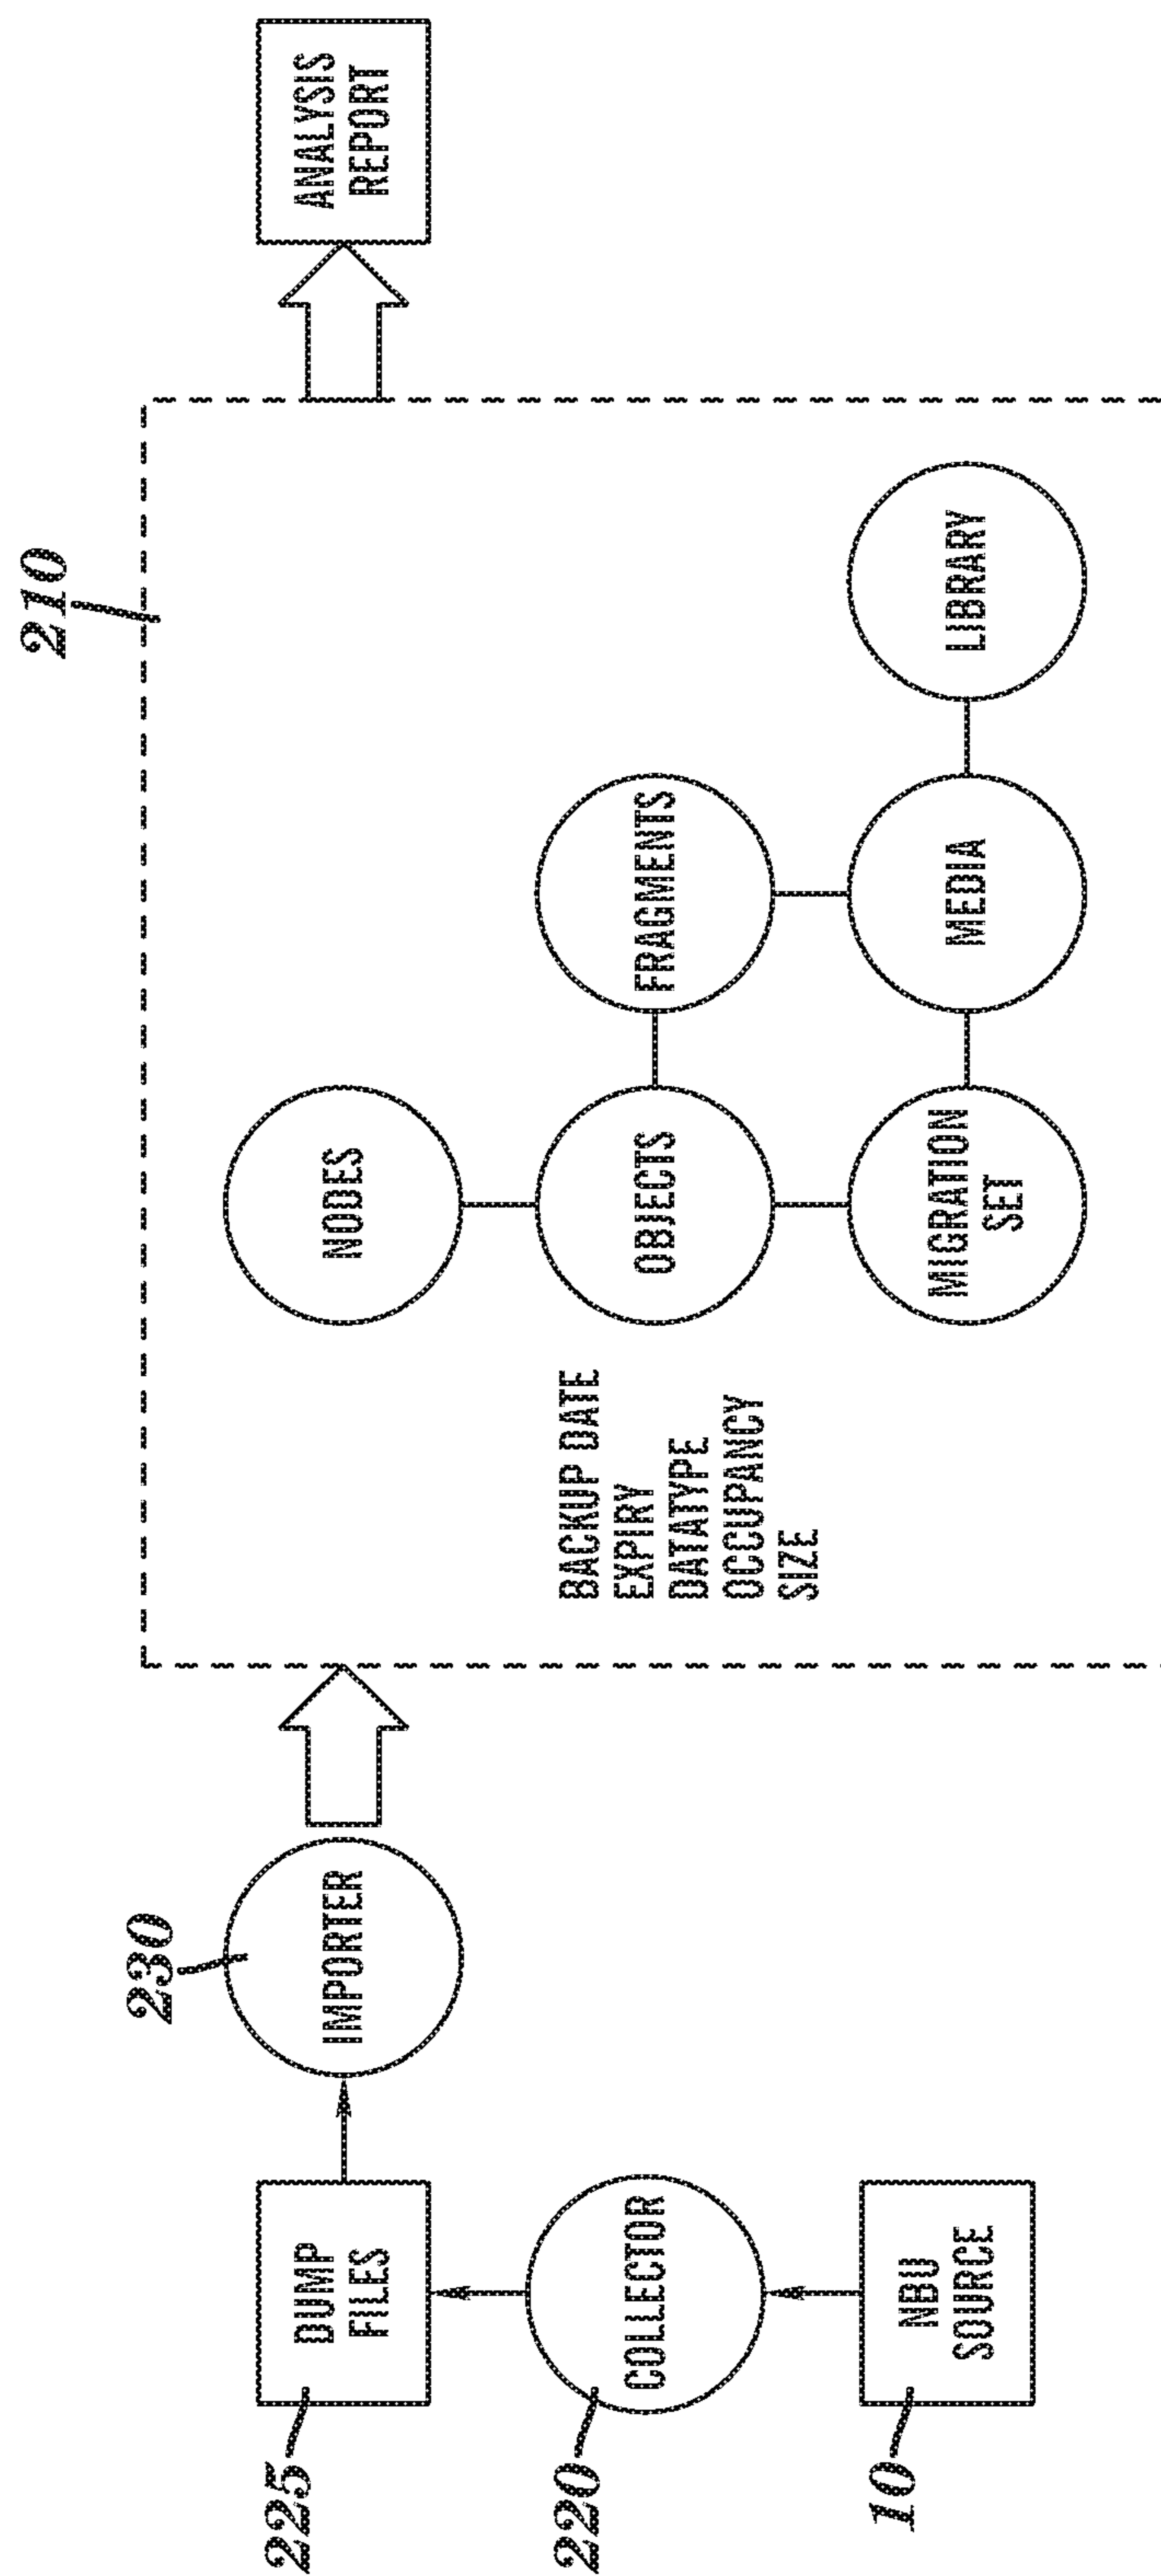 225
DUMP
FILES
220
COLLECTOR
10
NBU
SOURCE
230
IMPORTER
210
BACKUP DATE
EXPIRY
DATATYPE
OCCUPANCY
SIZE
NODES
OBJECTS
FRAGMENTS
MIGRATION
SET
MEDIA
LIBRARY
ANALYSIS
REPORT